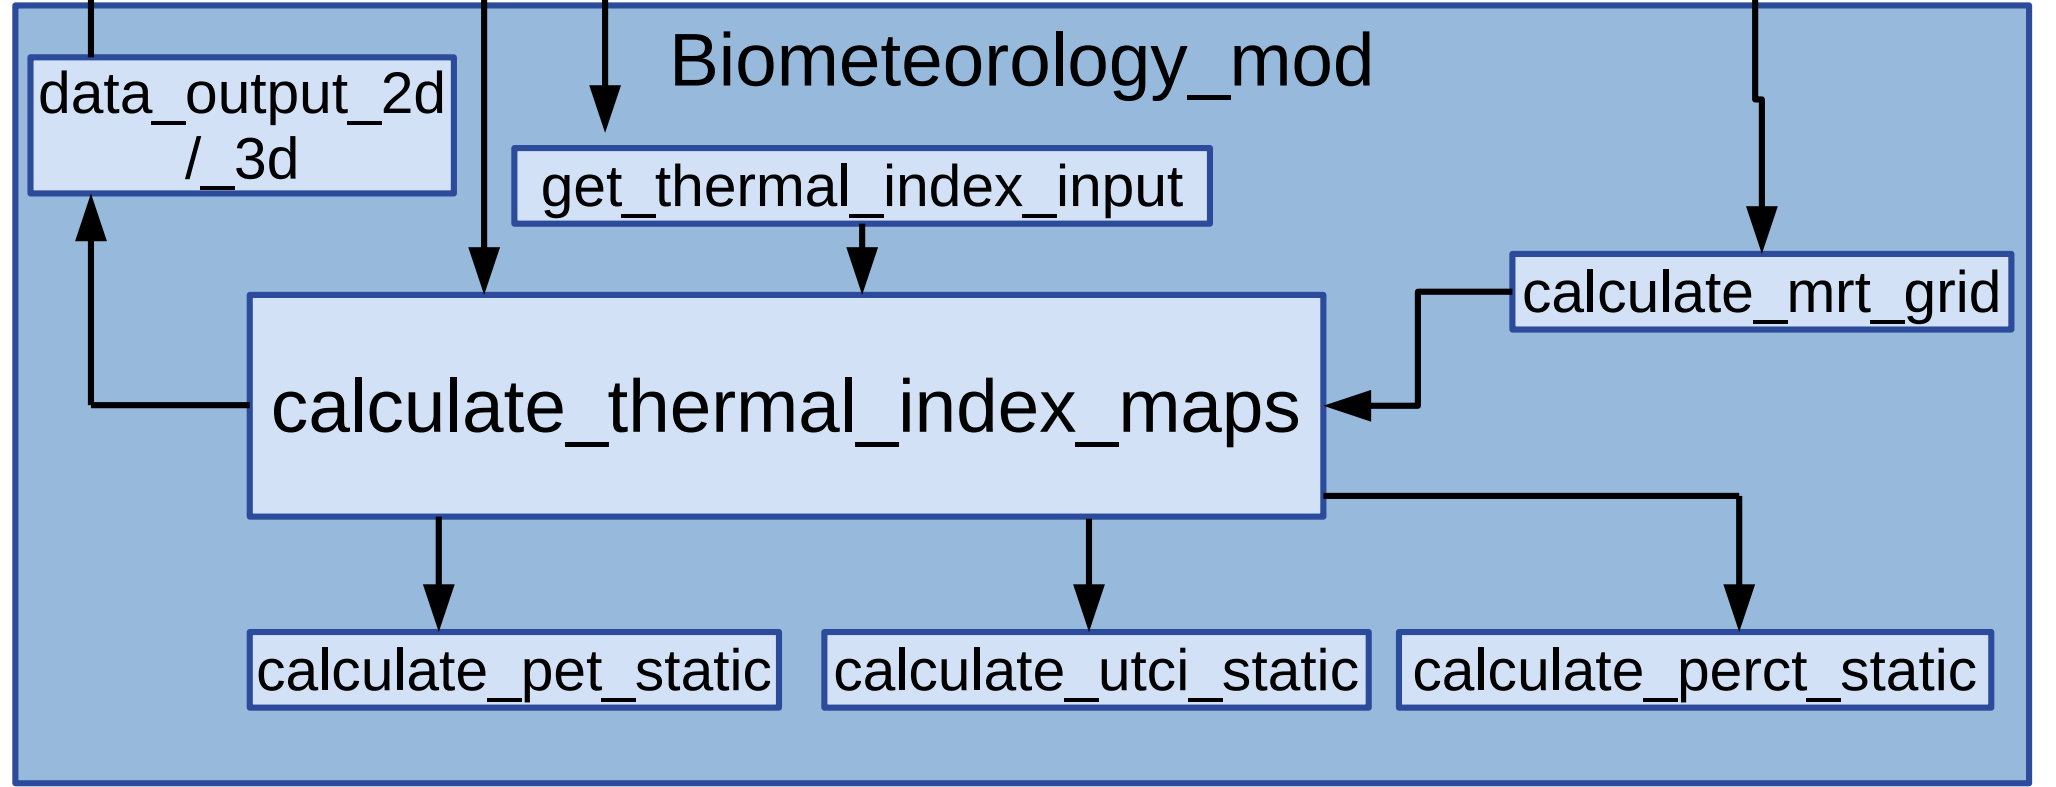 Biometeorology_mod
data_output_2d
/_3d
get_thermal_index_input
calculate_mrt_grid
calculate_thermal_index_maps
calculate_pet_static
calculate_utci_static
calculate_perct_static